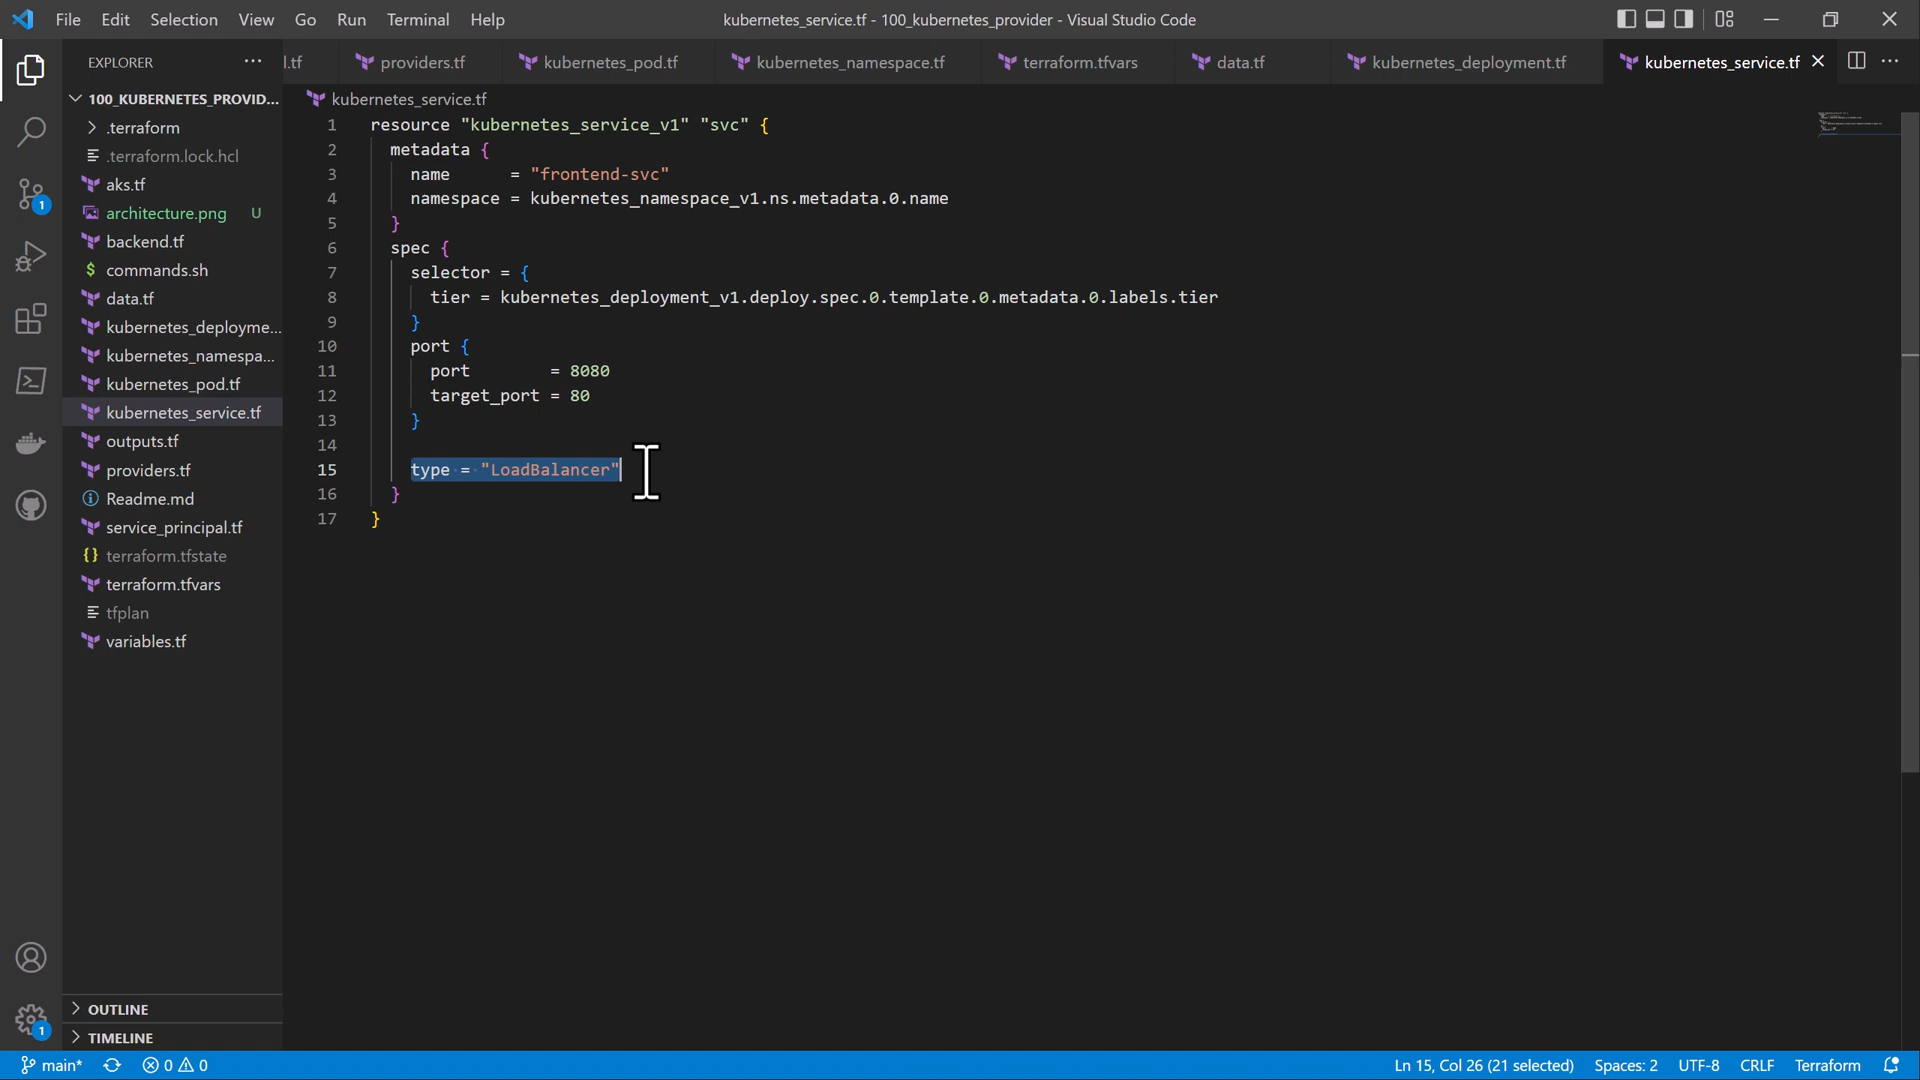 File Edit Selection View Go Run Terminal Help
kubernetes_service.tf - 100_kubernetes_provider - Visual Studio Code
EXPLORER
l.tf
providers.tf
kubernetes_pod.tf
kubernetes_namespace.tf
terraform.tfvars
data.tf
kubernetes_deployment.tf
kubernetes_service.tf
100_KUBERNETES_PROVID...
.terraform
.terraform.lock.hcl
aks.tf
architecture.png U
backend.tf
$ commands.sh
data.tf
kubernetes_deployme...
kubernetes_namespa...
kubernetes_pod.tf
kubernetes_service.tf
outputs.tf
providers.tf
Readme.md
service_principal.tf
{} terraform.tfstate
terraform.tfvars
tfplan
variables.tf
OUTLINE
TIMELINE
1
1
kubernetes_service.tf
1 resource "kubernetes_service_v1" "svc" {
2 metadata {
3 name = "frontend-svc"
4 namespace = kubernetes_namespace_v1.ns.metadata.0.name
5 }
6 spec {
7 selector = {
8 tier = kubernetes_deployment_v1.deploy.spec.0.template.0.metadata.0.labels.tier
9 }
10 port {
11 port = 8080
12 target_port = 80
13 }
14
15 type = "LoadBalancer"
16 }
17 }
main* 0 0
Ln 15, Col 26 (21 selected) Spaces: 2 UTF-8 CRLF Terraform